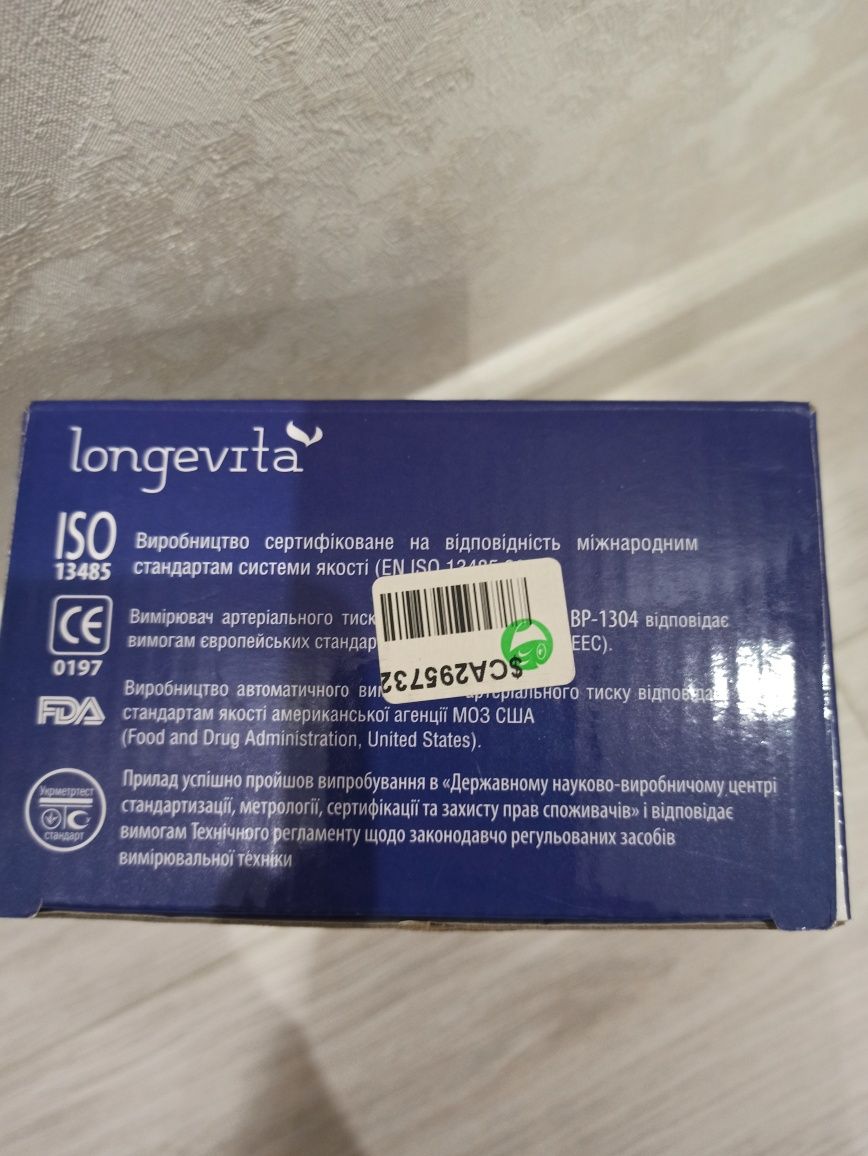 longevita
ISO
13485
Виробництво сертифіковане на відповідність міжнародним
стандартам системи якості (EN ISO 13485
CE
0197
Вимірювач артеріального тиск BP-1304 відповідає
вимогам європейських стандар EEC).
SCA295732
FDA
Виробництво автоматичного артеріального тиску
стандартам якості американської агенції МОЗ США
(Food and Drug Administration, United States).
Укрметртест
стандарт
Прилад успішно пройшов випробування в «Державному науково-виробничому центрі
стандартизації, метрології, сертифікації та захисту прав споживачів» і відповідає
вимогам Технічного регламенту щодо законодавчо регульованих засобів
вимірювальної техніки